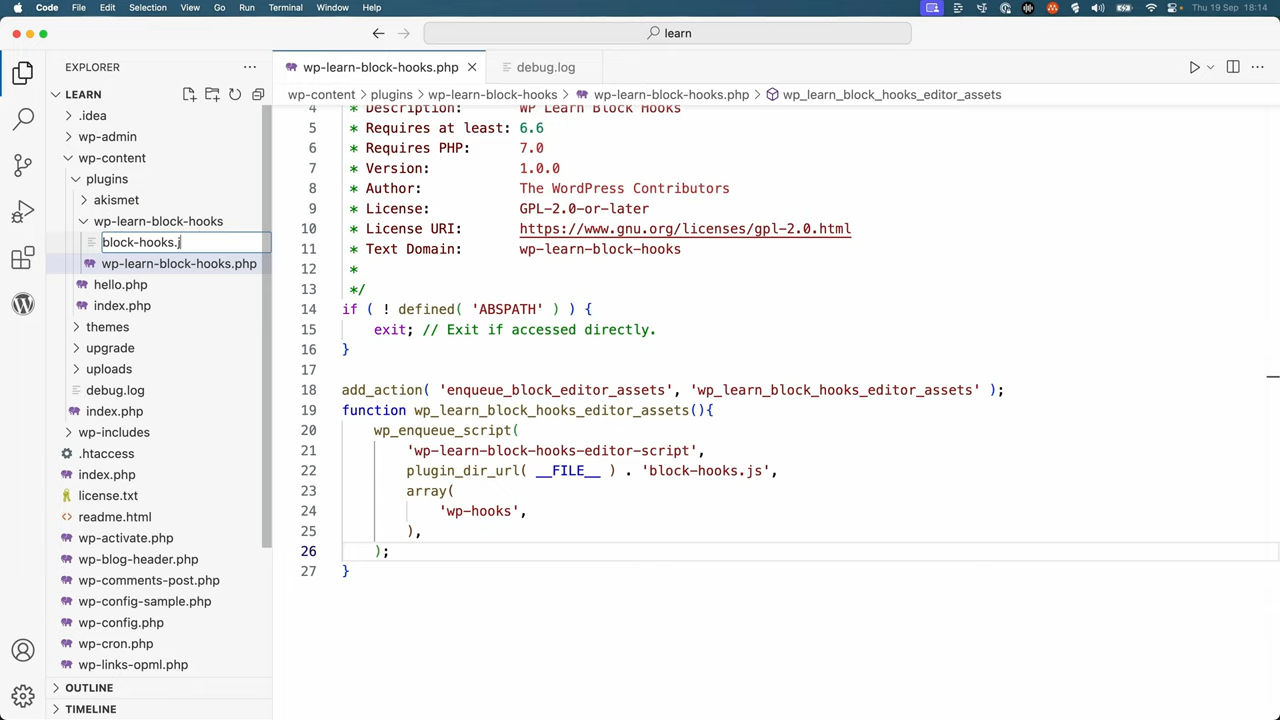 Code File Edit Selection View Go Run Terminal Window Help Thu 19 Sep 18:14
learn
EXPLORER
LEARN
.idea
wp-admin
wp-content
plugins
akismet
wp-learn-block-hooks
block-hooks.j
wp-learn-block-hooks.php
hello.php
index.php
themes
upgrade
uploads
debug.log
index.php
wp-includes
.htaccess
index.php
license.txt
readme.html
wp-activate.php
wp-blog-header.php
wp-comments-post.php
wp-config-sample.php
wp-config.php
wp-cron.php
wp-links-opml.php
OUTLINE
TIMELINE
wp-learn-block-hooks.php debug.log
wp-content plugins wp-learn-block-hooks wp-learn-block-hooks.php wp_learn_block_hooks_editor_assets
4 * Description: WP Learn Block Hooks
5 * Requires at least: 6.6
6 * Requires PHP: 7.0
7 * Version: 1.0.0
8 * Author: The WordPress Contributors
9 * License: GPL-2.0-or-later
10 * License URI: https://www.gnu.org/licenses/gpl-2.0.html
11 * Text Domain: wp-learn-block-hooks
12 *
13 */
14 if ( ! defined( 'ABSPATH' ) ) {
15 exit; // Exit if accessed directly.
16 }
17
18 add_action( 'enqueue_block_editor_assets', 'wp_learn_block_hooks_editor_assets' );
19 function wp_learn_block_hooks_editor_assets(){
20 wp_enqueue_script(
21 'wp-learn-block-hooks-editor-script',
22 plugin_dir_url( __FILE__ ) . 'block-hooks.js',
23 array(
24 'wp-hooks',
25 ),
26 );
27 }